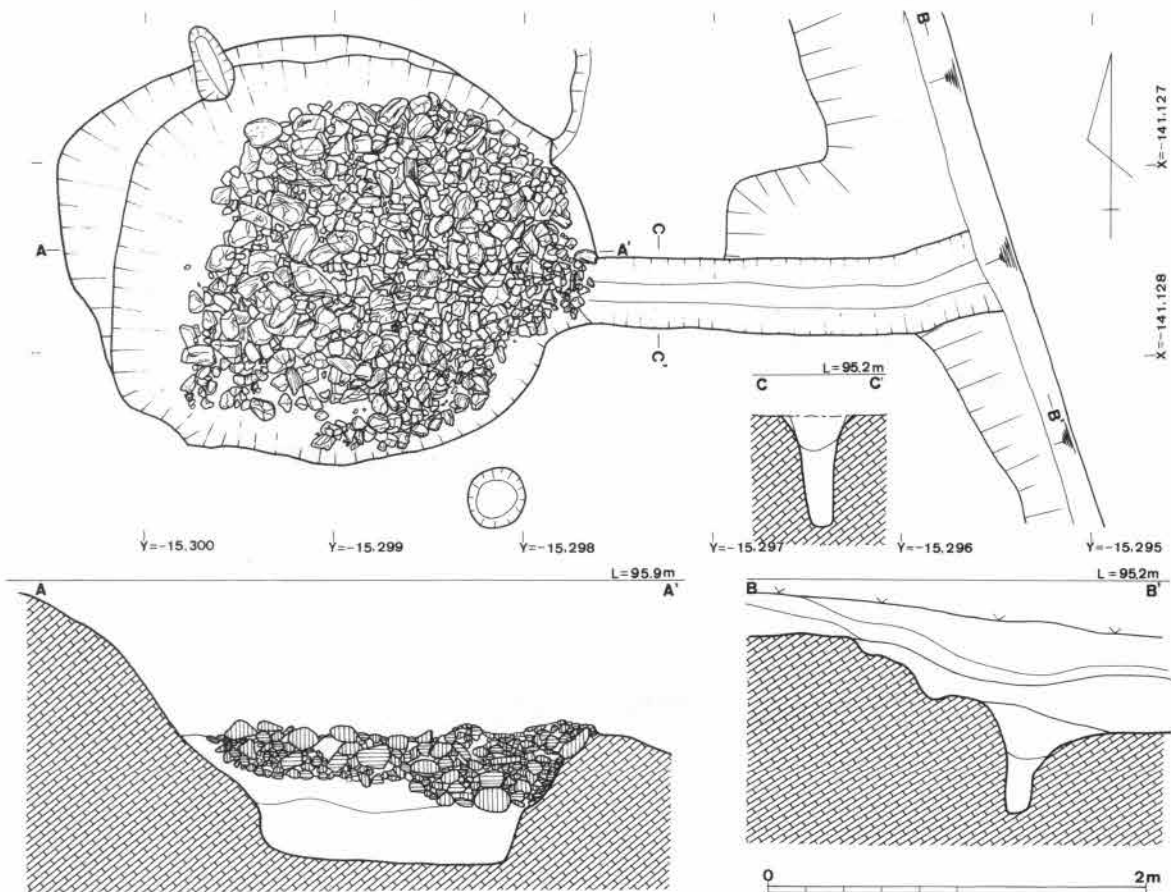 B
X=-141.127
A
A'
C
C'
X=-141.128
L=95.2m
C C'
B'
Y=-15.300 Y=-15.299 Y=-15.298 Y=-15.297 Y=-15.296 Y=-15.295
L=95.9m
A A'
L=95.2m
B B'
0 2m